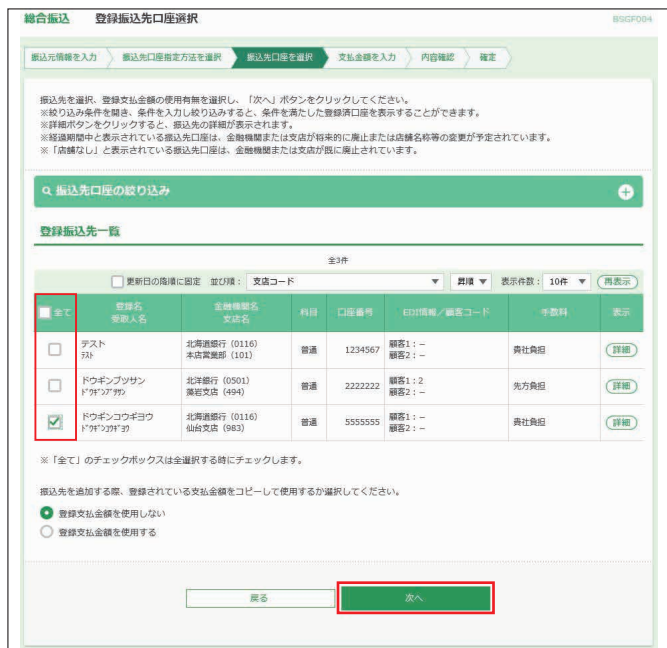 総合振込 登録振込先口座選択 BSGF004
振込元情報を入力 振込先口座指定方法を選択 振込先口座を選択 支払金額を入力 内容確認 確定
振込先を選択、登録支払金額の使用有無を選択し、「次へ」ボタンをクリックしてください。
※絞り込み条件を開き、条件を入力し絞り込みすると、条件を満たした登録済口座を表示することができます。
※詳細ボタンをクリックすると、振込先の詳細が表示されます。
※経過期間中と表示されている振込先口座は、金融機関または支店が将来的に廃止または店舗名称等の変更が予定されています。
※「店舗なし」と表示されている振込先口座は、金融機関または支店が既に廃止されています。
振込先口座の絞り込み
登録振込先一覧
全3件
更新日の降順に固定 並び順： 支店コード 昇順 表示件数： 10件 再表示
全て 登録名 金融機関名 科目 口座番号 EDI情報／顧客コード 手数料 表示
受取人名 支店名
テスト 北海道銀行（0116） 普通 1234567 顧客1：− 貴社負担 詳細
ﾃｽﾄ 本店営業部（101） 顧客2：−
ドウギンブツサン 北洋銀行（0501） 普通 2222222 顧客1：2 先方負担 詳細
ﾄﾞｳｷﾞﾝﾌﾞﾂｻﾝ 藻岩支店（494） 顧客2：−
ドウギンコウギヨウ 北海道銀行（0116） 普通 5555555 顧客1：− 貴社負担 詳細
ﾄﾞｳｷﾞﾝｺｳｷﾞﾖｳ 仙台支店（983） 顧客2：−
※「全て」のチェックボックスは全選択する時にチェックします。
振込先を追加する際、登録されている支払金額をコピーして使用するか選択してください。
登録支払金額を使用しない
登録支払金額を使用する
戻る 次へ